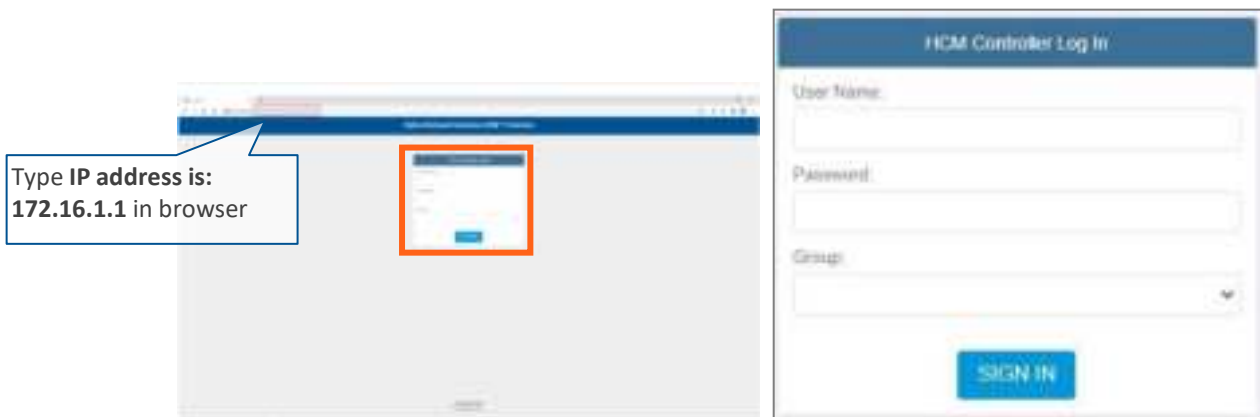 Type IP address is:
172.16.1.1 in browser
HCM Controller Log In
User Name:
Password:
Group:
SIGN IN